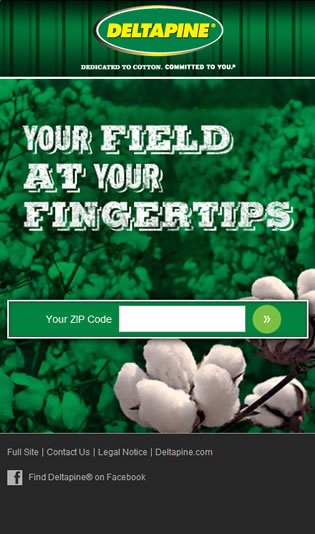 DELTAPINE®
DEDICATED TO COTTON. COMMITTED TO YOU.®
YOUR FIELD
AT YOUR
FINGERTIPS
Your ZIP Code »
Full Site | Contact Us | Legal Notice | Deltapine.com
f Find Deltapine® on Facebook